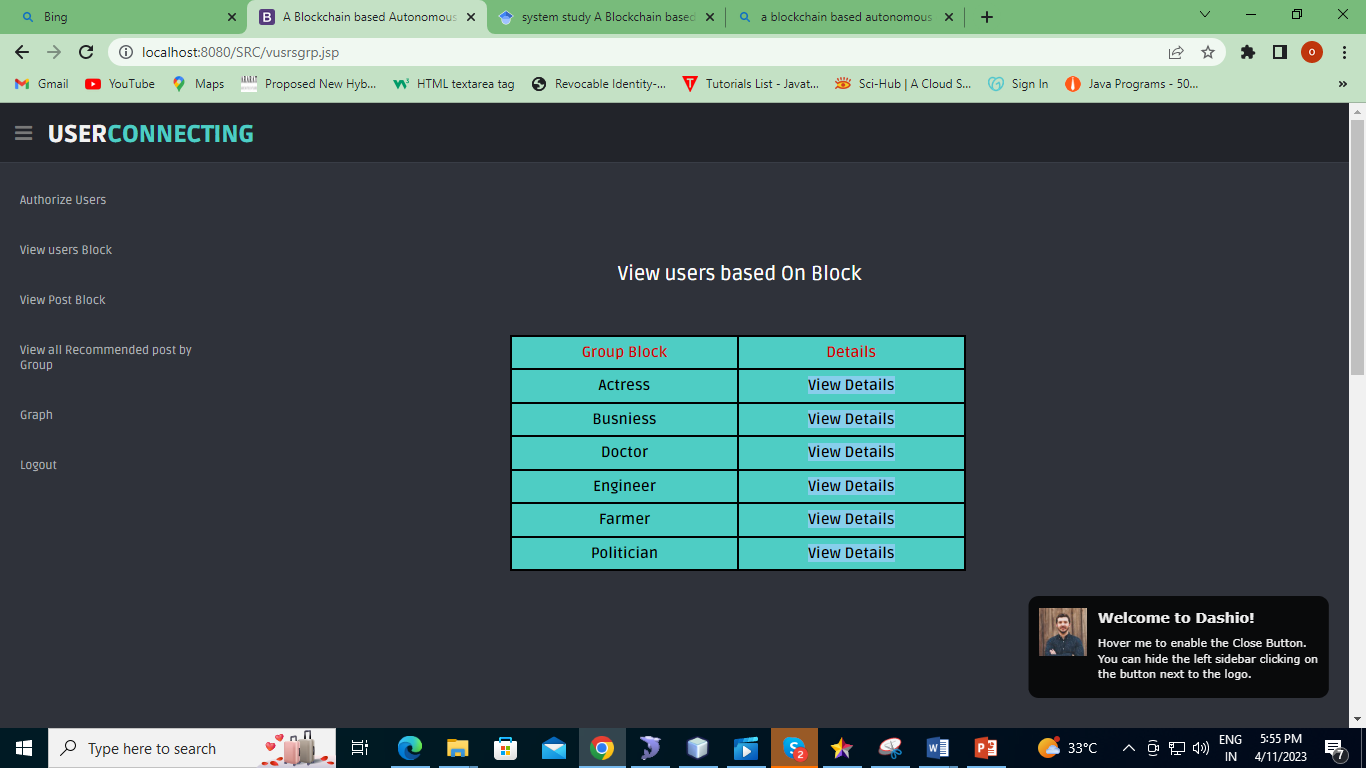 Bing
A Blockchain based Autonomous
system study A Blockchain based
a blockchain based autonomous
localhost:8080/SRC/vusrsgrp.jsp
O
Gmail
YouTube
Maps
Proposed New Hyb...
HTML textarea tag
Revocable Identity-...
Tutorials List - Javat...
Sci-Hub | A Cloud S...
Sign In
Java Programs - 50...
»
USERCONNECTING
Authorize Users
View users Block
View Post Block
View all Recommended post by
Group
Graph
Logout
View users based On Block
Group Block Details
Actress View Details
Busniess View Details
Doctor View Details
Engineer View Details
Farmer View Details
Politician View Details
Welcome to Dashio!
Hover me to enable the Close Button.
You can hide the left sidebar clicking on
the button next to the logo.
Type here to search
2
33°C
ENG
IN
5:55 PM
4/11/2023
7